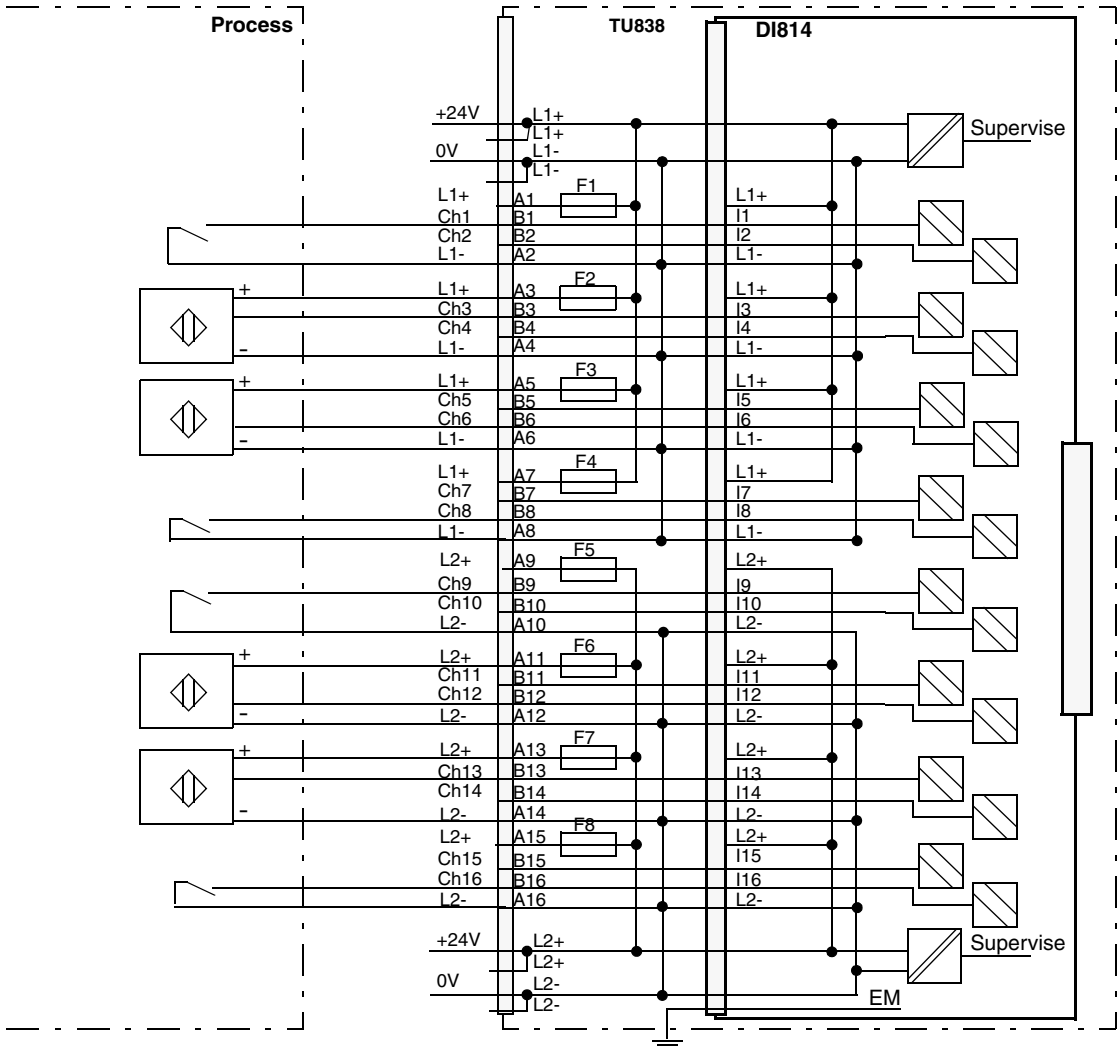 Process TU838 DI814
+24V L1+
L1+ Supervise
0V L1-
L1-
L1+ A1 F1 L1+
Ch1 B1 I1
Ch2 B2 I2
L1- A2 L1-
+ L1+ A3 F2 L1+
Ch3 B3 I3
Ch4 B4 I4
- L1- A4 L1-
+ L1+ A5 F3 L1+
Ch5 B5 I5
Ch6 B6 I6
- L1- A6 L1-
L1+ A7 F4 L1+
Ch7 B7 I7
Ch8 B8 I8
L1- A8 L1-
L2+ A9 F5 L2+
Ch9 B9 I9
Ch10 B10 I10
L2- A10 L2-
+ L2+ A11 F6 L2+
Ch11 B11 I11
Ch12 B12 I12
- L2- A12 L2-
+ L2+ A13 F7 L2+
Ch13 B13 I13
Ch14 B14 I14
- L2- A14 L2-
L2+ A15 F8 L2+
Ch15 B15 I15
Ch16 B16 I16
L2- A16 L2-
+24V L2+ Supervise
L2+
0V L2-
L2- EM